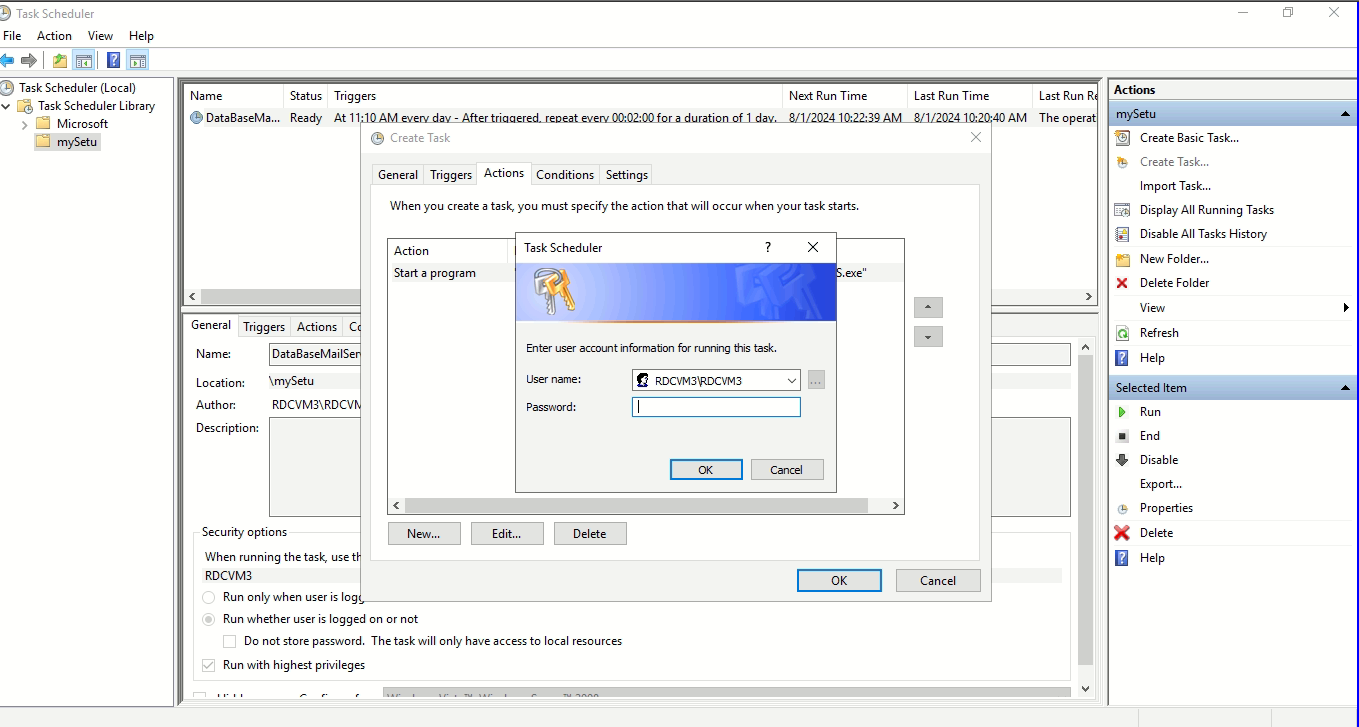 Task Scheduler
File Action View Help
Task Scheduler (Local)
Task Scheduler Library
Microsoft
mySetu
Name Status Triggers Next Run Time Last Run Time Last Run Re
DataBaseMa... Ready At 11:10 AM every day - After triggered, repeat every 00:02:00 for a duration of 1 day. 8/1/2024 10:22:39 AM 8/1/2024 10:20:40 AM The operat
Create Task
General Triggers Actions Conditions Settings
When you create a task, you must specify the action that will occur when your task starts.
Action
Start a program S.exe"
Task Scheduler ?
Enter user account information for running this task.
User name: RDCVM3\RDCVM3 ...
Password:
OK Cancel
New... Edit... Delete
OK Cancel
General Triggers Actions Co
Name: DataBaseMailSer
Location: \mySetu
Author: RDCVM3\RDCVM
Description:
Security options
When running the task, use th
RDCVM3
Run only when user is logg
Run whether user is logged on or not
Do not store password. The task will only have access to local resources
Run with highest privileges
Actions
mySetu
Create Basic Task...
Create Task...
Import Task...
Display All Running Tasks
Disable All Tasks History
New Folder...
Delete Folder
View
Refresh
? Help
Selected Item
Run
End
Disable
Export...
Properties
Delete
? Help